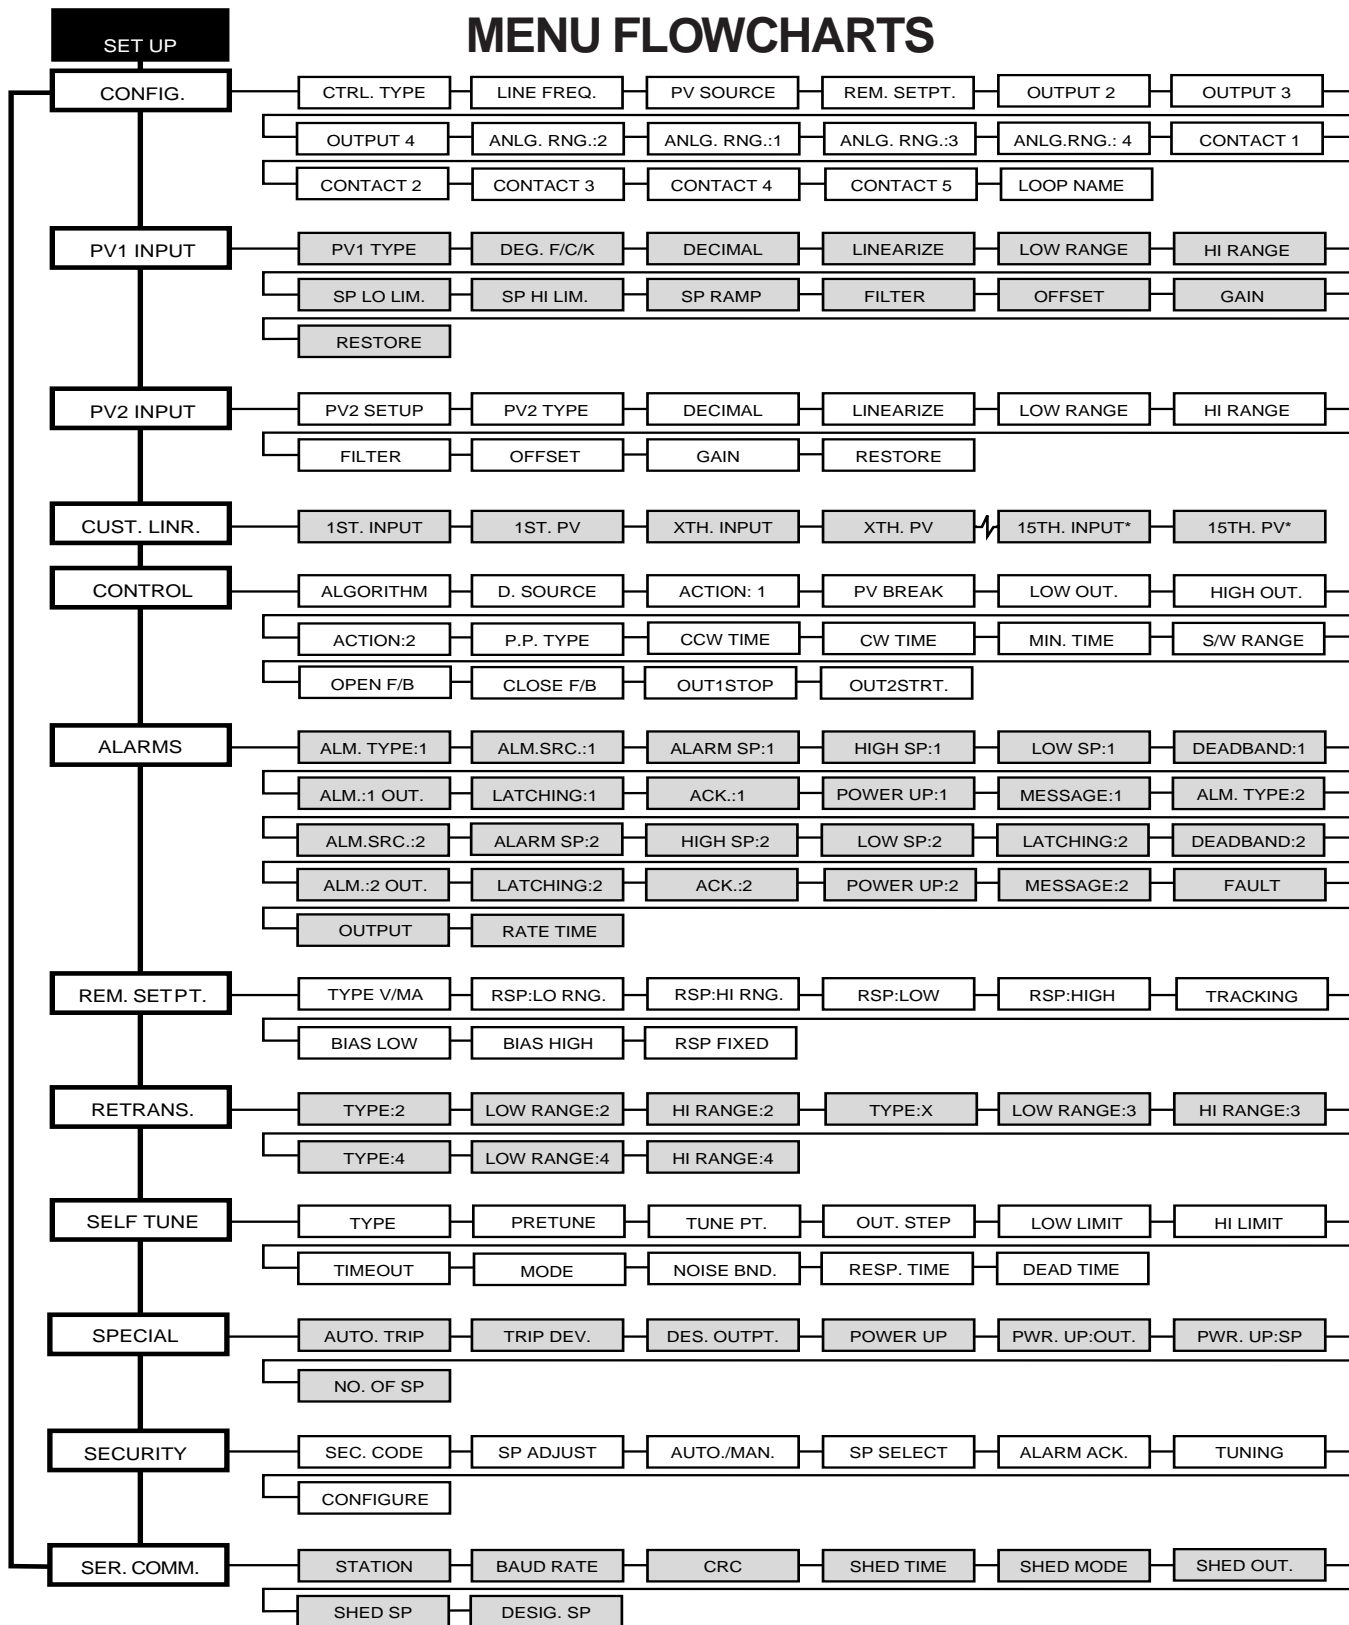 MENU FLOWCHARTS
SET UP
CONFIG. CTRL. TYPE LINE FREQ. PV SOURCE REM. SETPT. OUTPUT 2 OUTPUT 3
OUTPUT 4 ANLG. RNG.:2 ANLG. RNG.:1 ANLG. RNG.:3 ANLG.RNG.: 4 CONTACT 1
CONTACT 2 CONTACT 3 CONTACT 4 CONTACT 5 LOOP NAME
PV1 INPUT PV1 TYPE DEG. F/C/K DECIMAL LINEARIZE LOW RANGE HI RANGE
SP LO LIM. SP HI LIM. SP RAMP FILTER OFFSET GAIN
RESTORE
PV2 INPUT PV2 SETUP PV2 TYPE DECIMAL LINEARIZE LOW RANGE HI RANGE
FILTER OFFSET GAIN RESTORE
CUST. LINR. 1ST. INPUT 1ST. PV XTH. INPUT XTH. PV 15TH. INPUT* 15TH. PV*
CONTROL ALGORITHM D. SOURCE ACTION: 1 PV BREAK LOW OUT. HIGH OUT.
ACTION:2 P.P. TYPE CCW TIME CW TIME MIN. TIME S/W RANGE
OPEN F/B CLOSE F/B OUT1STOP OUT2STRT.
ALARMS ALM. TYPE:1 ALM.SRC.:1 ALARM SP:1 HIGH SP:1 LOW SP:1 DEADBAND:1
ALM.:1 OUT. LATCHING:1 ACK.:1 POWER UP:1 MESSAGE:1 ALM. TYPE:2
ALM.SRC.:2 ALARM SP:2 HIGH SP:2 LOW SP:2 LATCHING:2 DEADBAND:2
ALM.:2 OUT. LATCHING:2 ACK.:2 POWER UP:2 MESSAGE:2 FAULT
OUTPUT RATE TIME
REM. SETPT. TYPE V/MA RSP:LO RNG. RSP:HI RNG. RSP:LOW RSP:HIGH TRACKING
BIAS LOW BIAS HIGH RSP FIXED
RETRANS. TYPE:2 LOW RANGE:2 HI RANGE:2 TYPE:X LOW RANGE:3 HI RANGE:3
TYPE:4 LOW RANGE:4 HI RANGE:4
SELF TUNE TYPE PRETUNE TUNE PT. OUT. STEP LOW LIMIT HI LIMIT
TIMEOUT MODE NOISE BND. RESP. TIME DEAD TIME
SPECIAL AUTO. TRIP TRIP DEV. DES. OUTPT. POWER UP PWR. UP:OUT. PWR. UP:SP
NO. OF SP
SECURITY SEC. CODE SP ADJUST AUTO./MAN. SP SELECT ALARM ACK. TUNING
CONFIGURE
SER. COMM. STATION BAUD RATE CRC SHED TIME SHED MODE SHED OUT.
SHED SP DESIG. SP